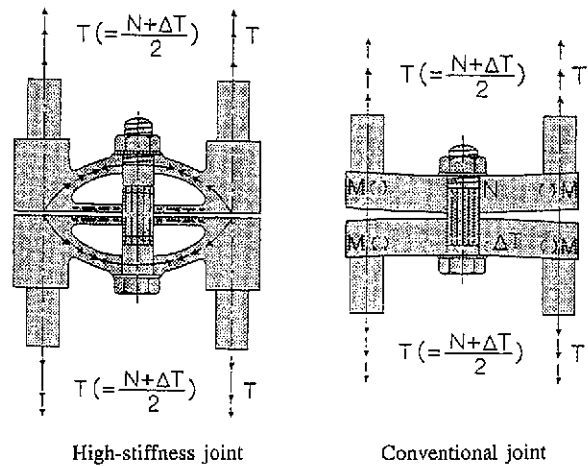 T(= N+ΔT / 2) T
T(= N+ΔT / 2) T
M N M
M ΔT M
T(= N+ΔT / 2) T
T(= N+ΔT / 2) T
High-stiffness joint
Conventional joint